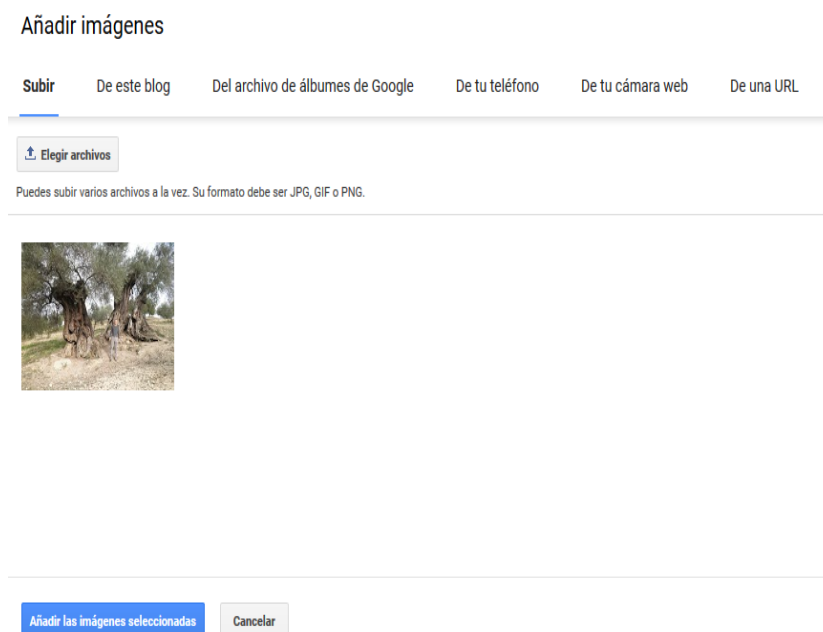 Añadir imágenes
Subir De este blog Del archivo de álbumes de Google De tu teléfono De tu cámara web De una URL
Elegir archivos
Puedes subir varios archivos a la vez. Su formato debe ser JPG, GIF o PNG.
Añadir las imágenes seleccionadas Cancelar